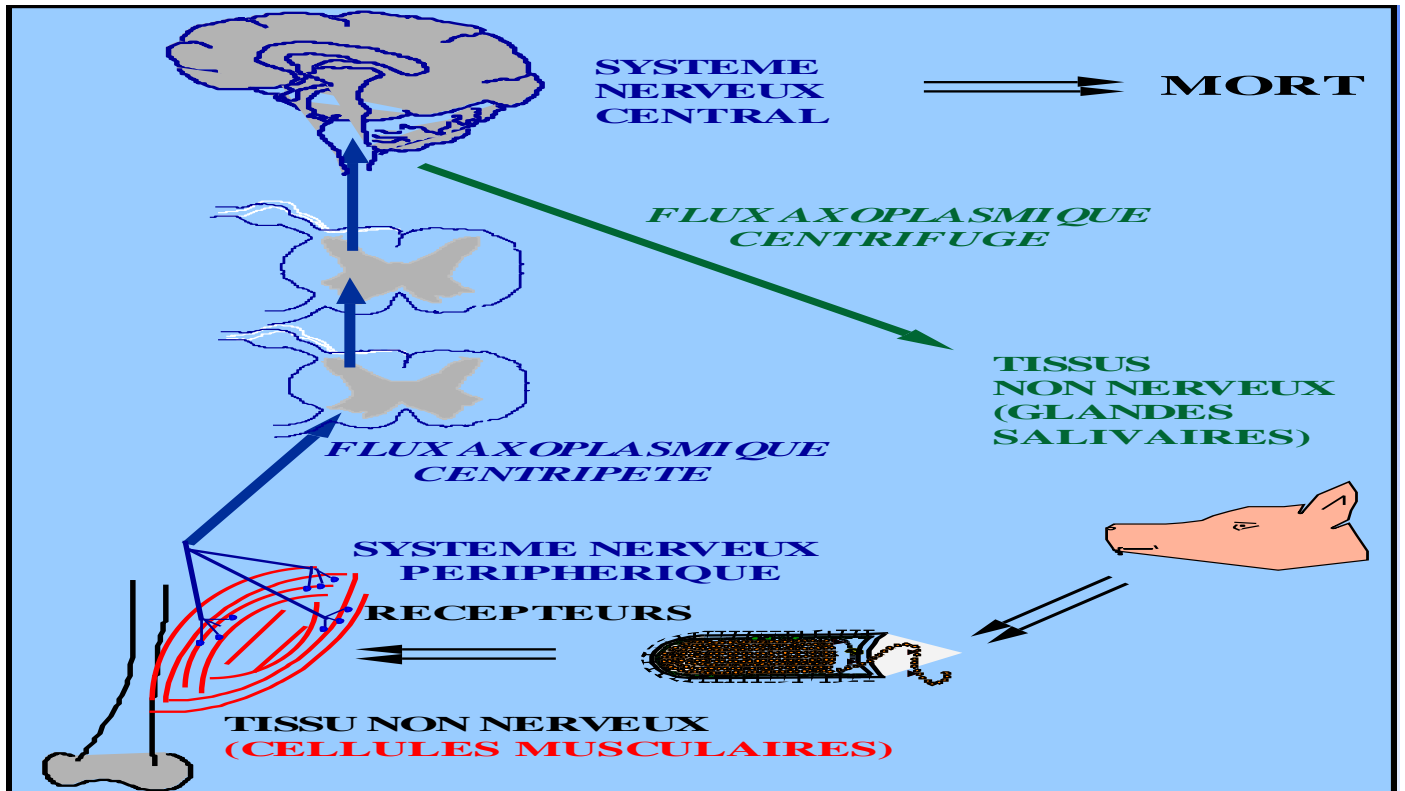 SYSTEME
NERVEUX
CENTRAL
MORT
FLUX AXOPLASMIQUE
CENTRIFUGE
TISSUS
NON NERVEUX
(GLANDES
SALIVAIRES)
FLUX AXOPLASMIQUE
CENTRIPETE
SYSTEME NERVEUX
PERIPHERIQUE
RECEPTEURS
TISSU NON NERVEUX
(CELLULES MUSCULAIRES)